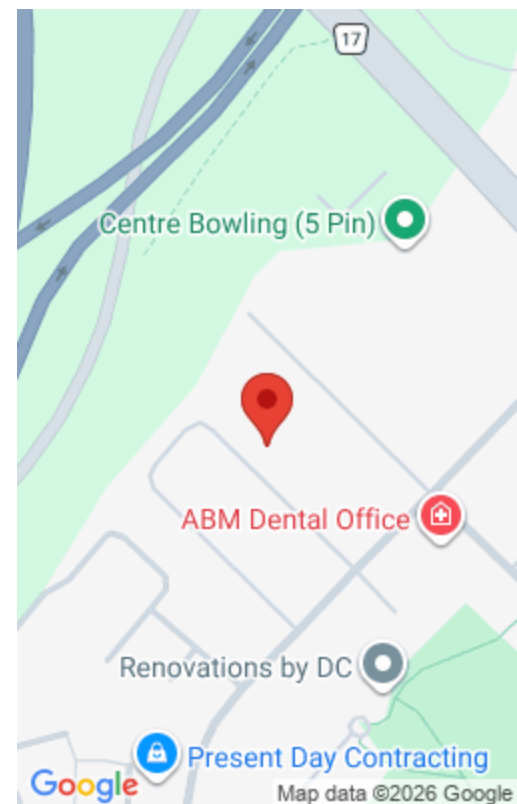 17
Centre Bowling (5 Pin)
ABM Dental Office
Renovations by DC
Present Day Contracting
Google
Map data ©2026 Google